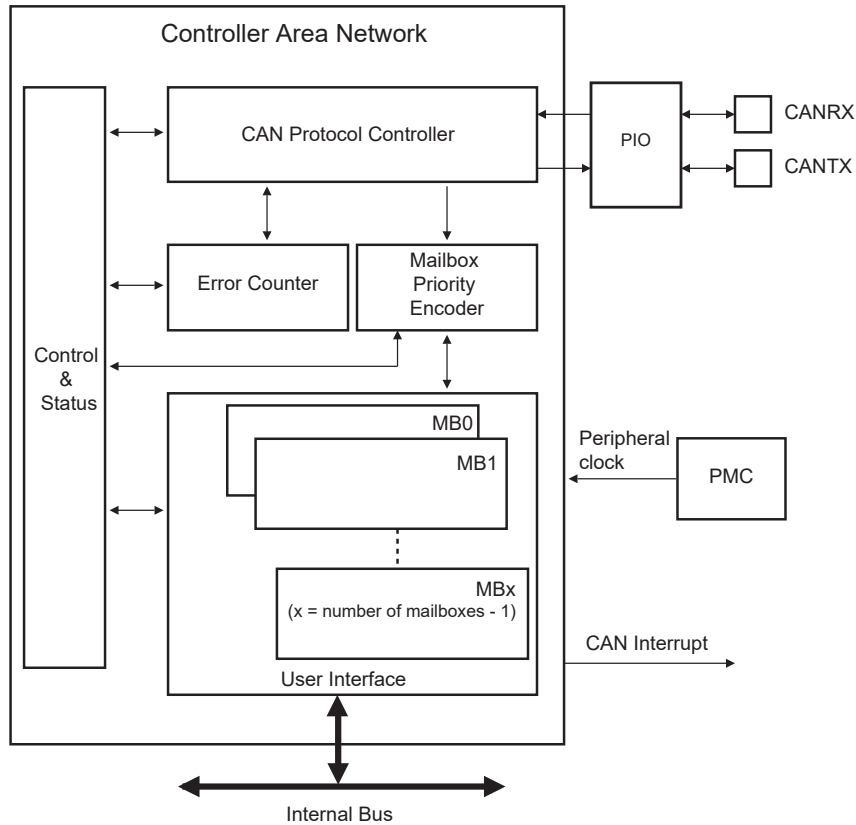 Controller Area Network
CAN Protocol Controller
PIO
CANRX
CANTX
Error Counter
Mailbox
Priority
Encoder
Control
&
Status
MB0
MB1
MBx
(x = number of mailboxes - 1)
User Interface
Peripheral
clock
PMC
CAN Interrupt
Internal Bus